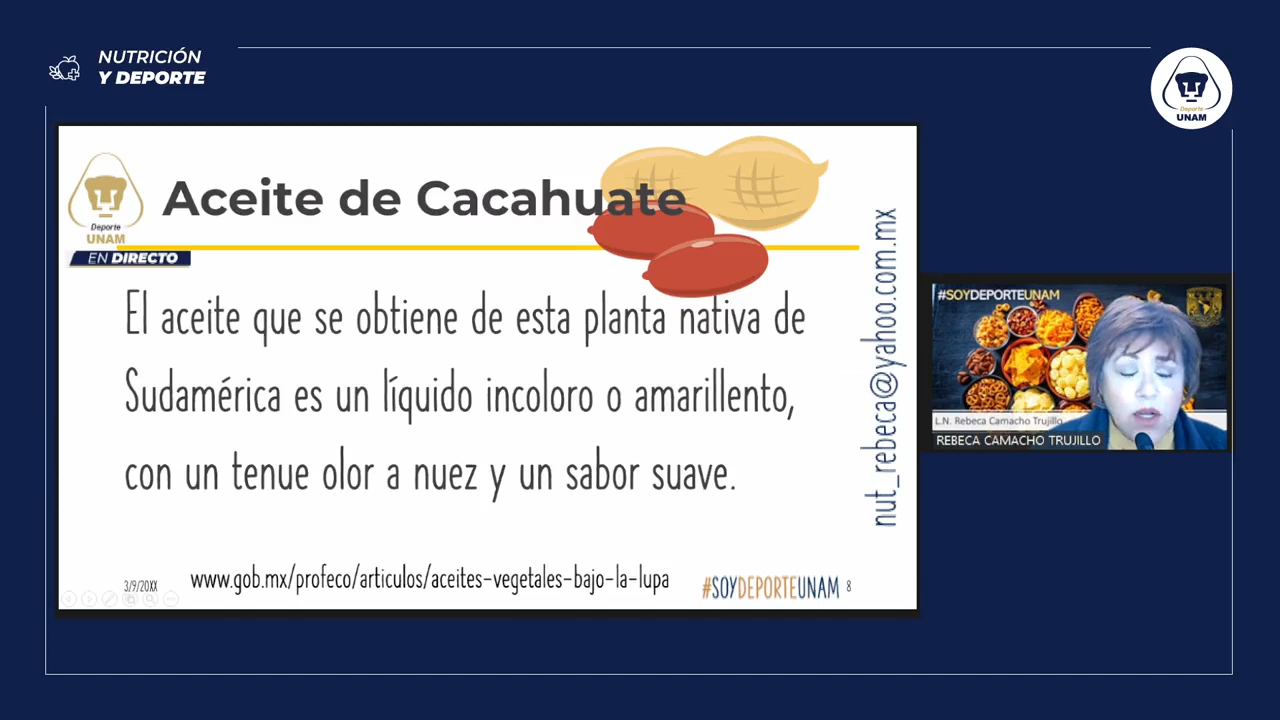 NUTRICIÓN
Y DEPORTE
Deporte
UNAM
Deporte
UNAM
EN DIRECTO
Aceite de Cacahuate
El aceite que se obtiene de esta planta nativa de
Sudamérica es un líquido incoloro o amarillento,
con un tenue olor a nuez y un sabor suave.
nut_rebeca@yahoo.com.mx
3/9/20XX
www.gob.mx/profeco/articulos/aceites-vegetales-bajo-la-lupa
#SOYDEPORTEUNAM
8
#SOYDEPORTEUNAM
L.N. Rebeca Camacho Trujillo
REBECA CAMACHO TRUJILLO